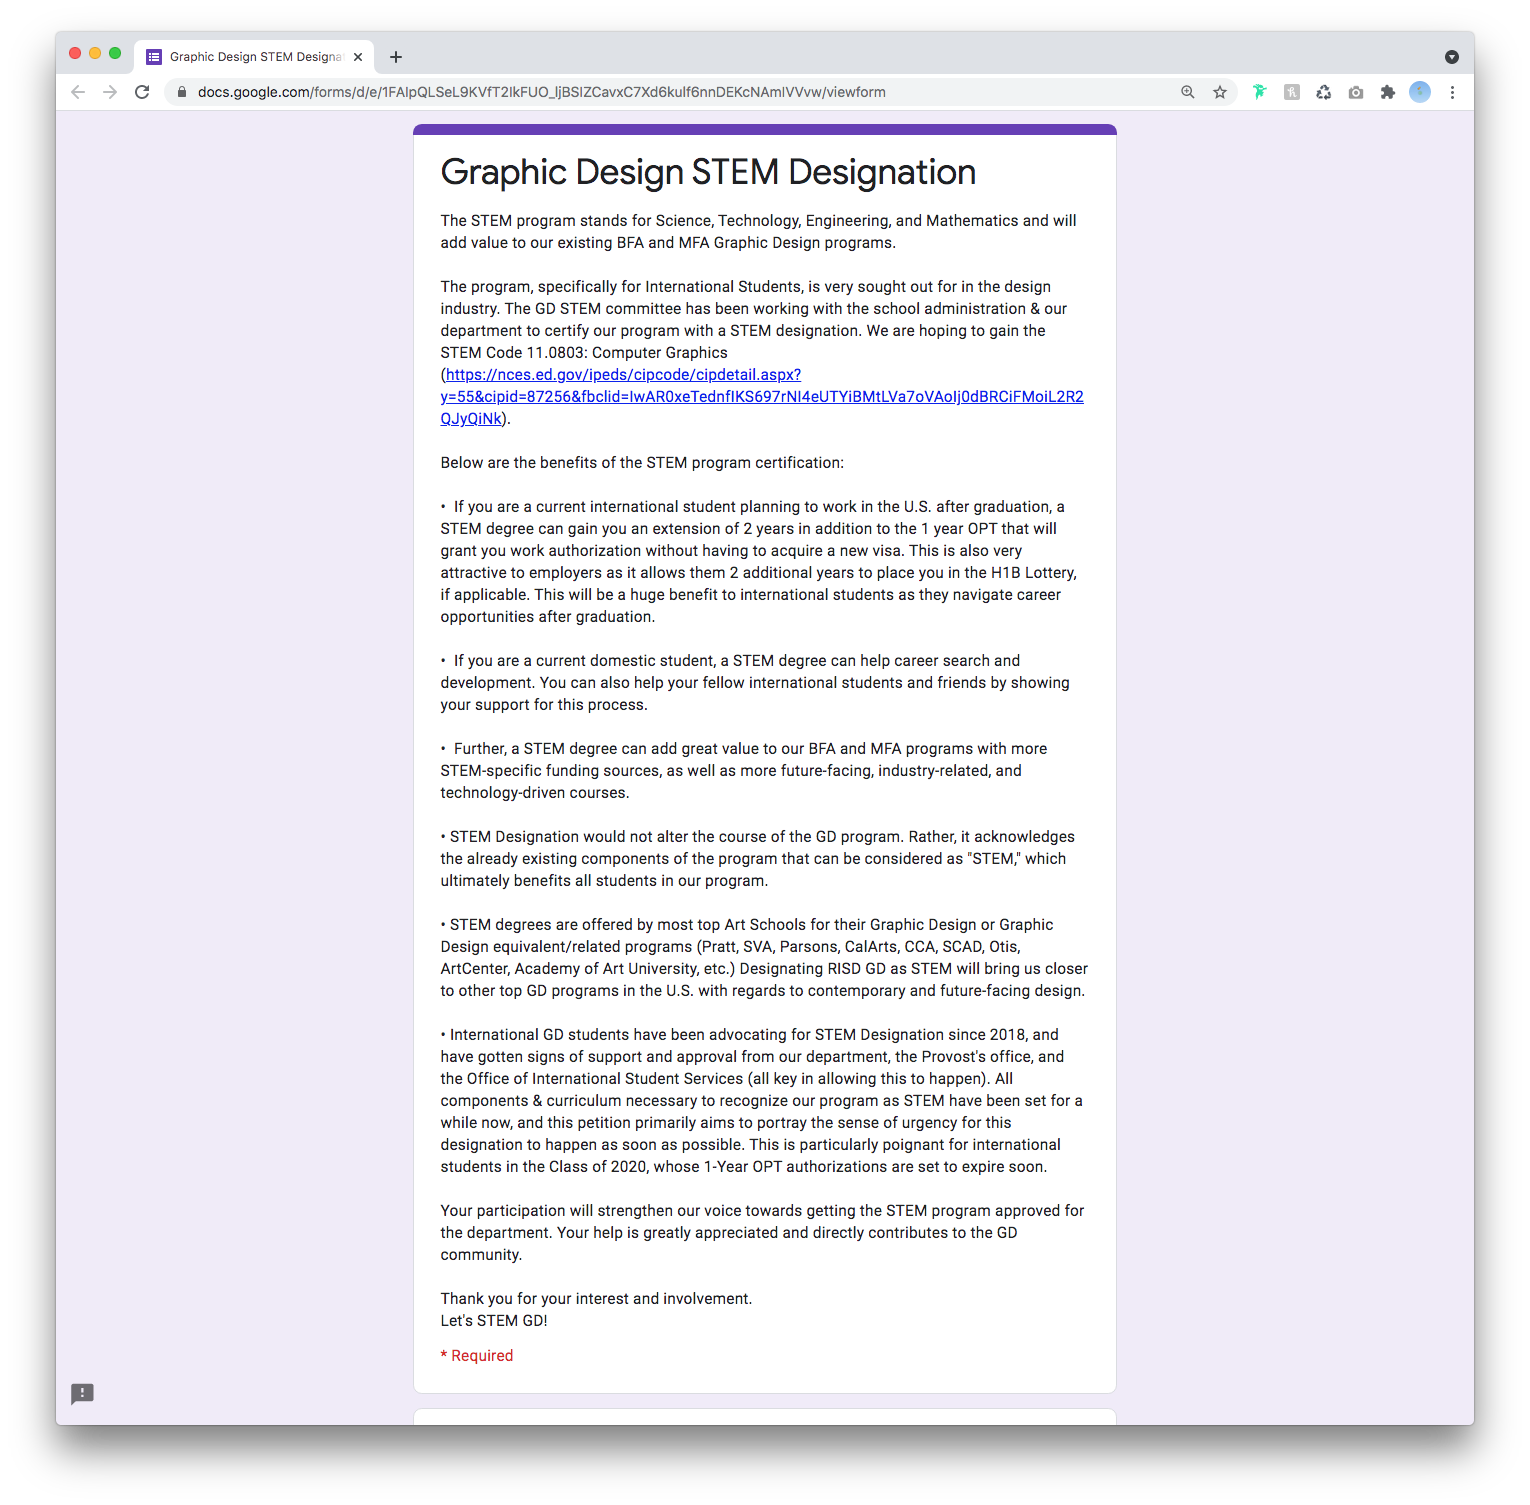 Graphic Design STEM Designat
docs.google.com/forms/d/e/1FAIpQLSeL9KVfT2lkFUO_IjBSIZCavxC7Xd6kuIf6nnDEKcNAmIVVvw/viewform
Graphic Design STEM Designation
The STEM program stands for Science, Technology, Engineering, and Mathematics and will
add value to our existing BFA and MFA Graphic Design programs.
The program, specifically for International Students, is very sought out for in the design
industry. The GD STEM committee has been working with the school administration & our
department to certify our program with a STEM designation. We are hoping to gain the
STEM Code 11.0803: Computer Graphics
(https://nces.ed.gov/ipeds/cipcode/cipdetail.aspx?
y=55&cipid=87256&fbclid=IwAR0xeTednfIKS697rNI4eUTYiBMtLVa7oVAoIj0dBRCiFMoiL2R2
QJyQiNk).
Below are the benefits of the STEM program certification:
• If you are a current international student planning to work in the U.S. after graduation, a
STEM degree can gain you an extension of 2 years in addition to the 1 year OPT that will
grant you work authorization without having to acquire a new visa. This is also very
attractive to employers as it allows them 2 additional years to place you in the H1B Lottery,
if applicable. This will be a huge benefit to international students as they navigate career
opportunities after graduation.
• If you are a current domestic student, a STEM degree can help career search and
development. You can also help your fellow international students and friends by showing
your support for this process.
• Further, a STEM degree can add great value to our BFA and MFA programs with more
STEM-specific funding sources, as well as more future-facing, industry-related, and
technology-driven courses.
• STEM Designation would not alter the course of the GD program. Rather, it acknowledges
the already existing components of the program that can be considered as "STEM," which
ultimately benefits all students in our program.
• STEM degrees are offered by most top Art Schools for their Graphic Design or Graphic
Design equivalent/related programs (Pratt, SVA, Parsons, CalArts, CCA, SCAD, Otis,
ArtCenter, Academy of Art University, etc.) Designating RISD GD as STEM will bring us closer
to other top GD programs in the U.S. with regards to contemporary and future-facing design.
• International GD students have been advocating for STEM Designation since 2018, and
have gotten signs of support and approval from our department, the Provost's office, and
the Office of International Student Services (all key in allowing this to happen). All
components & curriculum necessary to recognize our program as STEM have been set for a
while now, and this petition primarily aims to portray the sense of urgency for this
designation to happen as soon as possible. This is particularly poignant for international
students in the Class of 2020, whose 1-Year OPT authorizations are set to expire soon.
Your participation will strengthen our voice towards getting the STEM program approved for
the department. Your help is greatly appreciated and directly contributes to the GD
community.
Thank you for your interest and involvement.
Let's STEM GD!
* Required